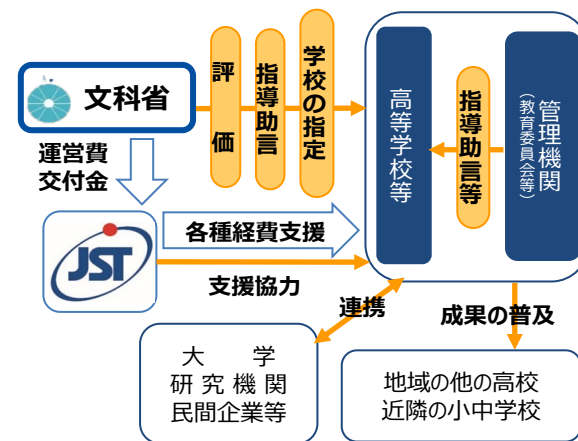 文科省
評価
指導助言
学校の指定
高等学校等
指導助言等
管理機関
(教育委員会等)
運営費
交付金
JST
各種経費支援
支援協力
連携
成果の普及
大学
研究機関
民間企業等
地域の他の高校
近隣の小中学校